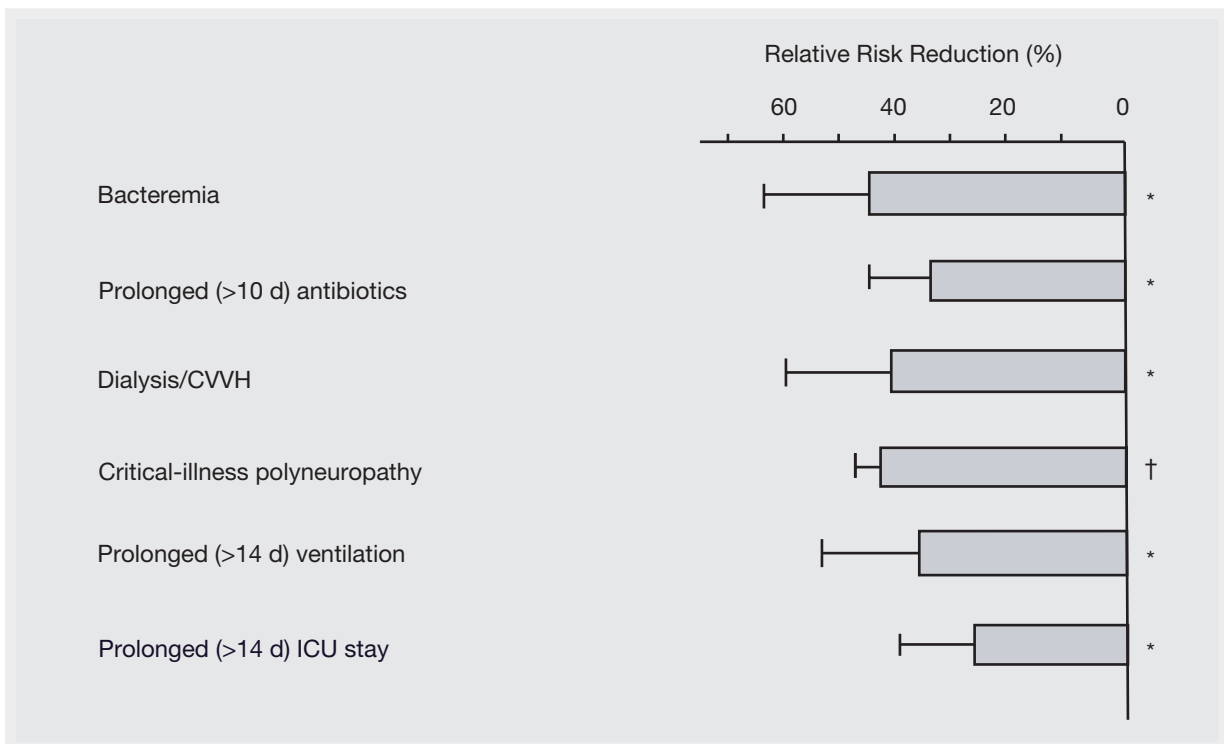 Relative Risk Reduction (%)
60 40 20 0
Bacteremia *
Prolonged (>10 d) antibiotics *
Dialysis/CVVH *
Critical-illness polyneuropathy †
Prolonged (>14 d) ventilation *
Prolonged (>14 d) ICU stay *